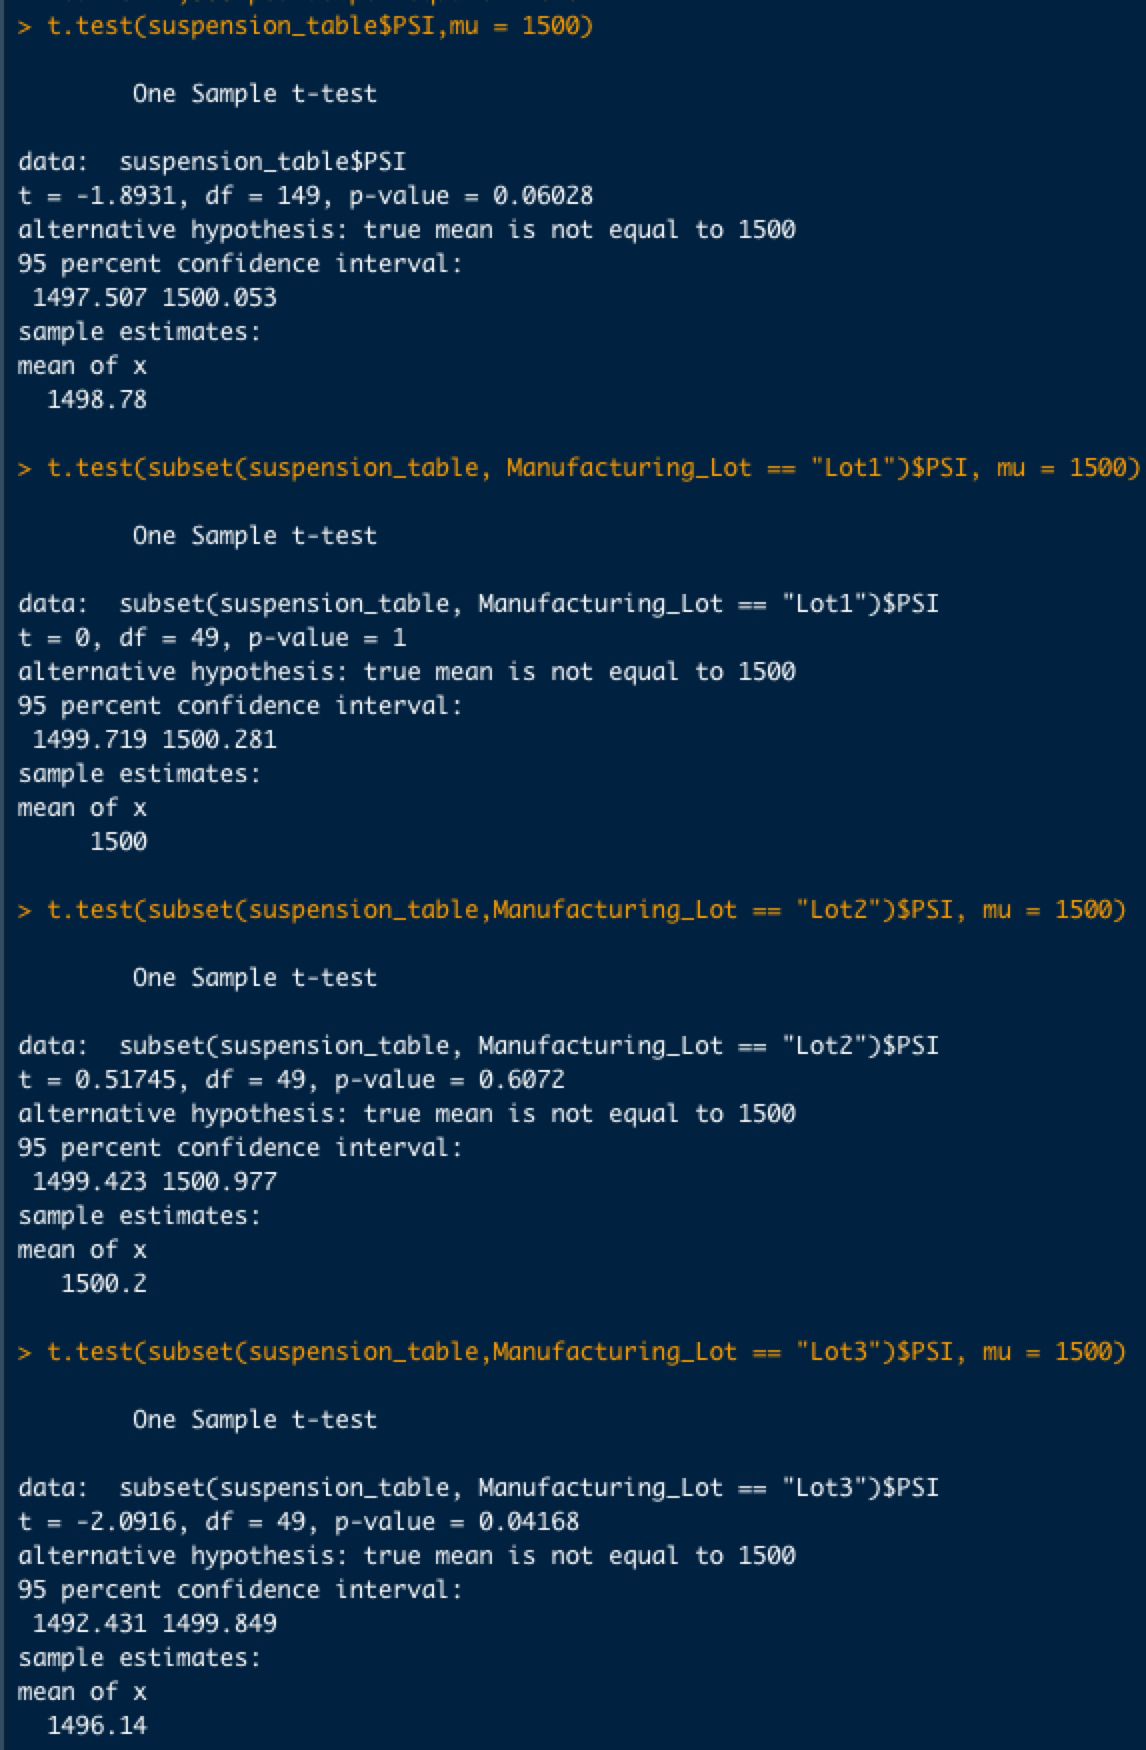 > t.test(suspension_table$PSI,mu = 1500)
One Sample t-test
data:  suspension_table$PSI
t = -1.8931, df = 149, p-value = 0.06028
alternative hypothesis: true mean is not equal to 1500
95 percent confidence interval:
1497.507 1500.053
sample estimates:
mean of x
1498.78
> t.test(subset(suspension_table, Manufacturing_Lot == "Lot1")$PSI, mu = 1500)
One Sample t-test
data:  subset(suspension_table, Manufacturing_Lot == "Lot1")$PSI
t = 0, df = 49, p-value = 1
alternative hypothesis: true mean is not equal to 1500
95 percent confidence interval:
1499.719 1500.281
sample estimates:
mean of x
1500
> t.test(subset(suspension_table,Manufacturing_Lot == "Lot2")$PSI, mu = 1500)
One Sample t-test
data:  subset(suspension_table, Manufacturing_Lot == "Lot2")$PSI
t = 0.51745, df = 49, p-value = 0.6072
alternative hypothesis: true mean is not equal to 1500
95 percent confidence interval:
1499.423 1500.977
sample estimates:
mean of x
1500.2
> t.test(subset(suspension_table,Manufacturing_Lot == "Lot3")$PSI, mu = 1500)
One Sample t-test
data:  subset(suspension_table, Manufacturing_Lot == "Lot3")$PSI
t = -2.0916, df = 49, p-value = 0.04168
alternative hypothesis: true mean is not equal to 1500
95 percent confidence interval:
1492.431 1499.849
sample estimates:
mean of x
1496.14